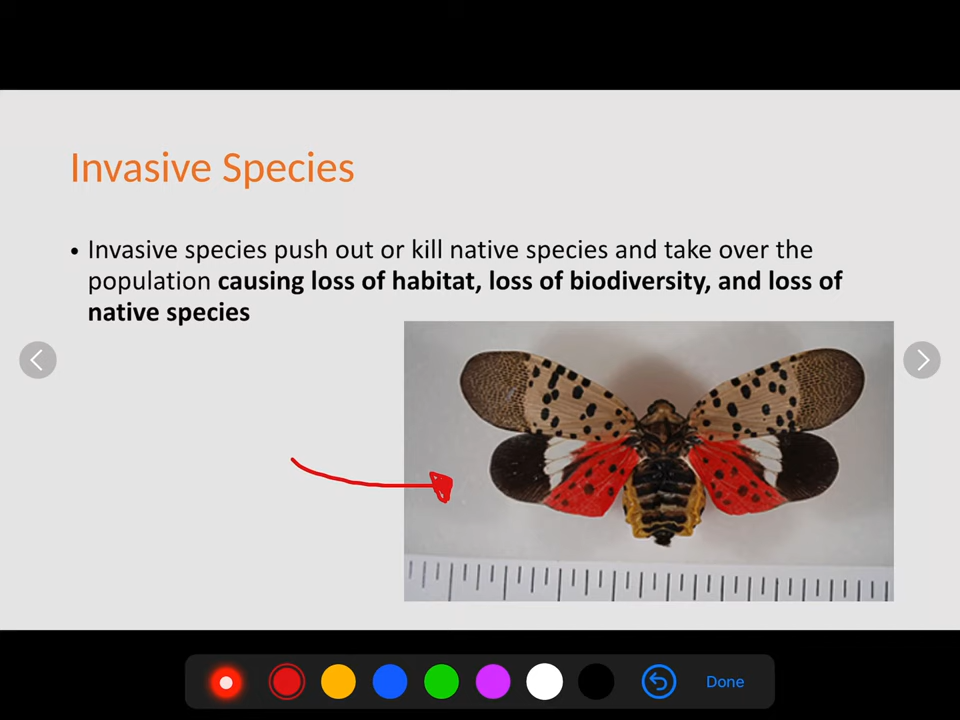 Invasive Species
• Invasive species push out or kill native species and take over the
population causing loss of habitat, loss of biodiversity, and loss of
native species
Done